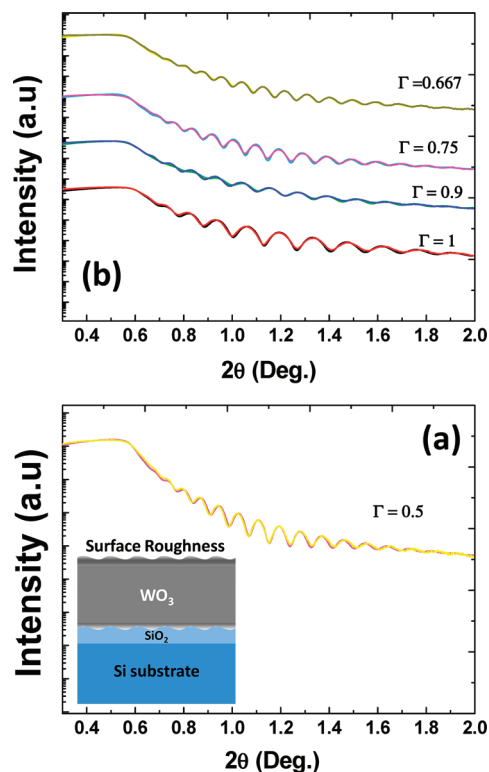 Intensity (a.u)
Γ =0.667
Γ = 0.75
Γ = 0.9
Γ = 1
(b)
0.4 0.6 0.8 1.0 1.2 1.4 1.6 1.8 2.0
2θ (Deg.)
Intensity (a.u)
(a)
Γ = 0.5
Surface Roughness
WO₃
SiO₂
Si substrate
0.4 0.6 0.8 1.0 1.2 1.4 1.6 1.8 2.0
2θ (Deg.)